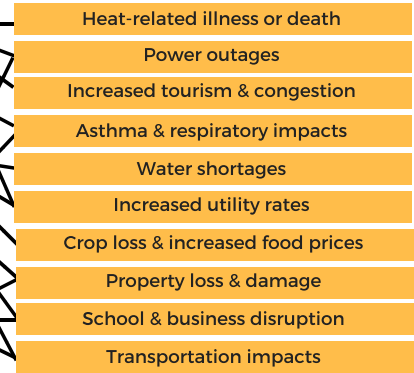 Heat-related illness or death
Power outages
Increased tourism & congestion
Asthma & respiratory impacts
Water shortages
Increased utility rates
Crop loss & increased food prices
Property loss & damage
School & business disruption
Transportation impacts